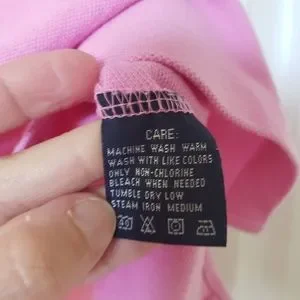 CARE:
MACHINE WASH WARM
WASH WITH LIKE COLORS
ONLY NON-CHLORINE
BLEACH WHEN NEEDED
TUMBLE DRY LOW
STEAM IRON MEDIUM